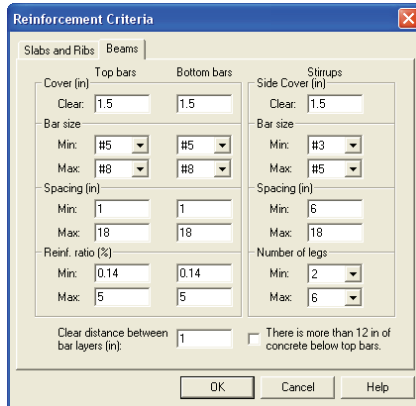 Reinforcement Criteria
Slabs and Ribs Beams
Top bars Bottom bars Stirrups
Cover (in) Side Cover (in)
Clear: 1.5 1.5 Clear: 1.5
Bar size Bar size
Min: #5 #5 Min: #3
Max: #8 #8 Max: #5
Spacing (in) Spacing (in)
Min: 1 1 Min: 6
Max: 18 18 Max: 18
Reinf. ratio (%) Number of legs
Min: 0.14 0.14 Min: 2
Max: 5 5 Max: 6
Clear distance between There is more than 12 in of
bar layers (in): 1 concrete below top bars.
OK Cancel Help